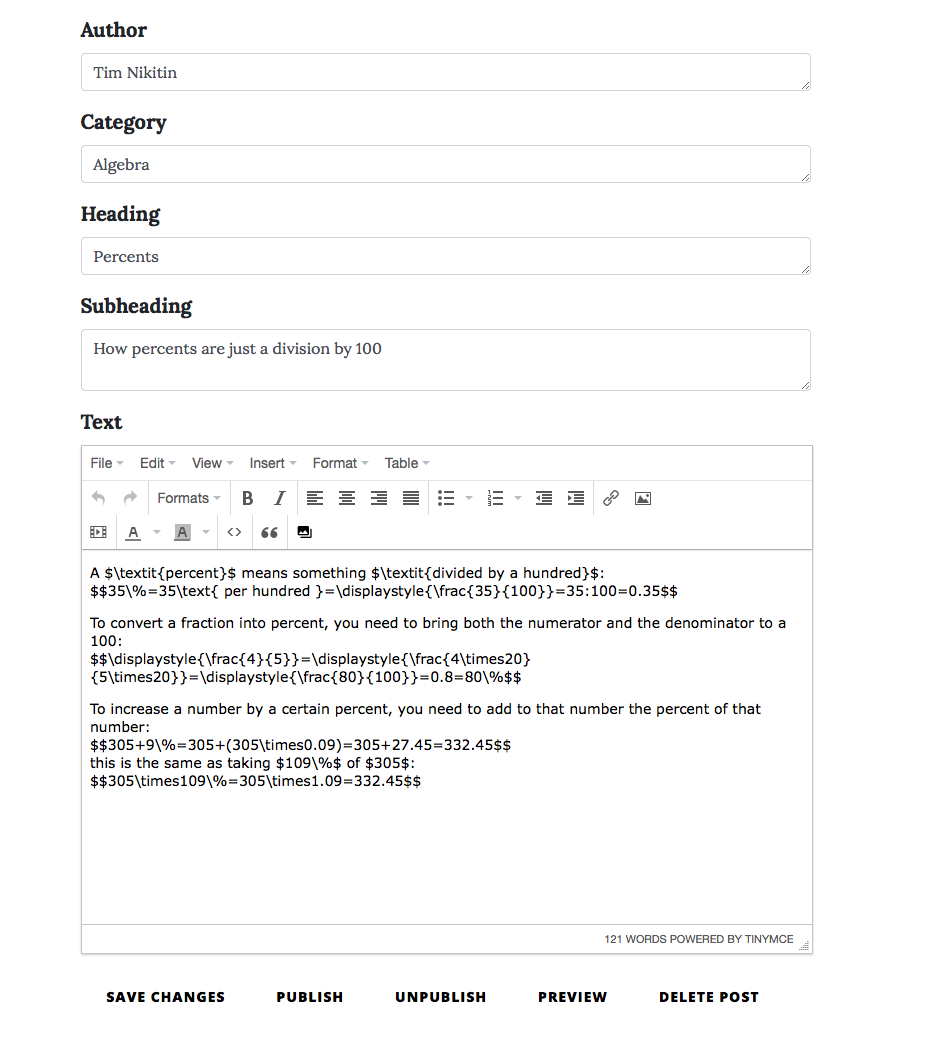 Author
Tim Nikitin
Category
Algebra
Heading
Percents
Subheading
How percents are just a division by 100
Text
File Edit View Insert Format Table
Formats B I
A A <> “
A $\textit{percent}$ means something $\textit{divided by a hundred}$:
$$35\%=35\text{ per hundred }=\displaystyle{\frac{35}{100}}=35:100=0.35$$
To convert a fraction into percent, you need to bring both the numerator and the denominator to a
100:
$$\displaystyle{\frac{4}{5}}=\displaystyle{\frac{4\times20}
{5\times20}}=\displaystyle{\frac{80}{100}}=0.8=80\%$$
To increase a number by a certain percent, you need to add to that number the percent of that
number:
$$305+9\%=305+(305\times0.09)=305+27.45=332.45$$
this is the same as taking $109\%$ of $305$:
$$305\times109\%=305\times1.09=332.45$$
121 WORDS POWERED BY TINYMCE
SAVE CHANGES PUBLISH UNPUBLISH PREVIEW DELETE POST